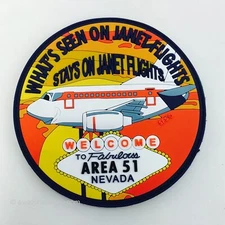 WHAT'S SEEN ON JANET FLIGHTS
STAYS ON JANET FLIGHTS
WELCOME
TO Fabulous
AREA 51
NEVADA